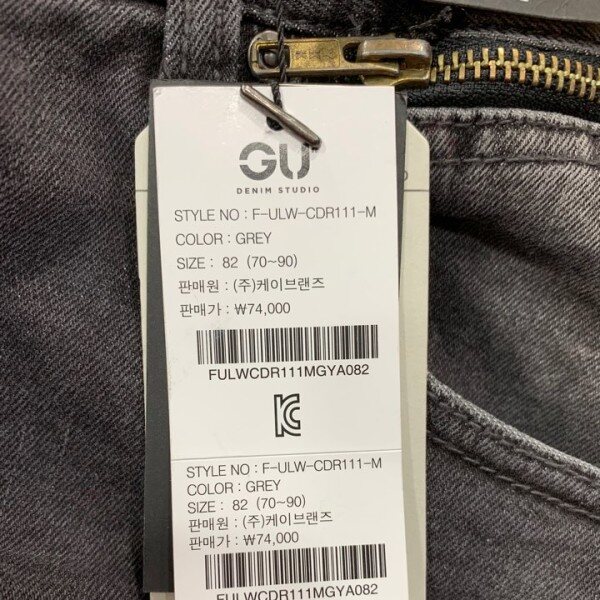 GU
DENIM STUDIO
STYLE NO : F-ULW-CDR111-M
COLOR : GREY
SIZE : 82 (70~90)
판매원 : (주)케이브랜즈
판매가 : ₩74,000
FULWCDR111MGYA082
STYLE NO : F-ULW-CDR111-M
COLOR : GREY
SIZE : 82 (70~90)
판매원 : (주)케이브랜즈
판매가 : ₩74,000
FULWCDR111MGYA082